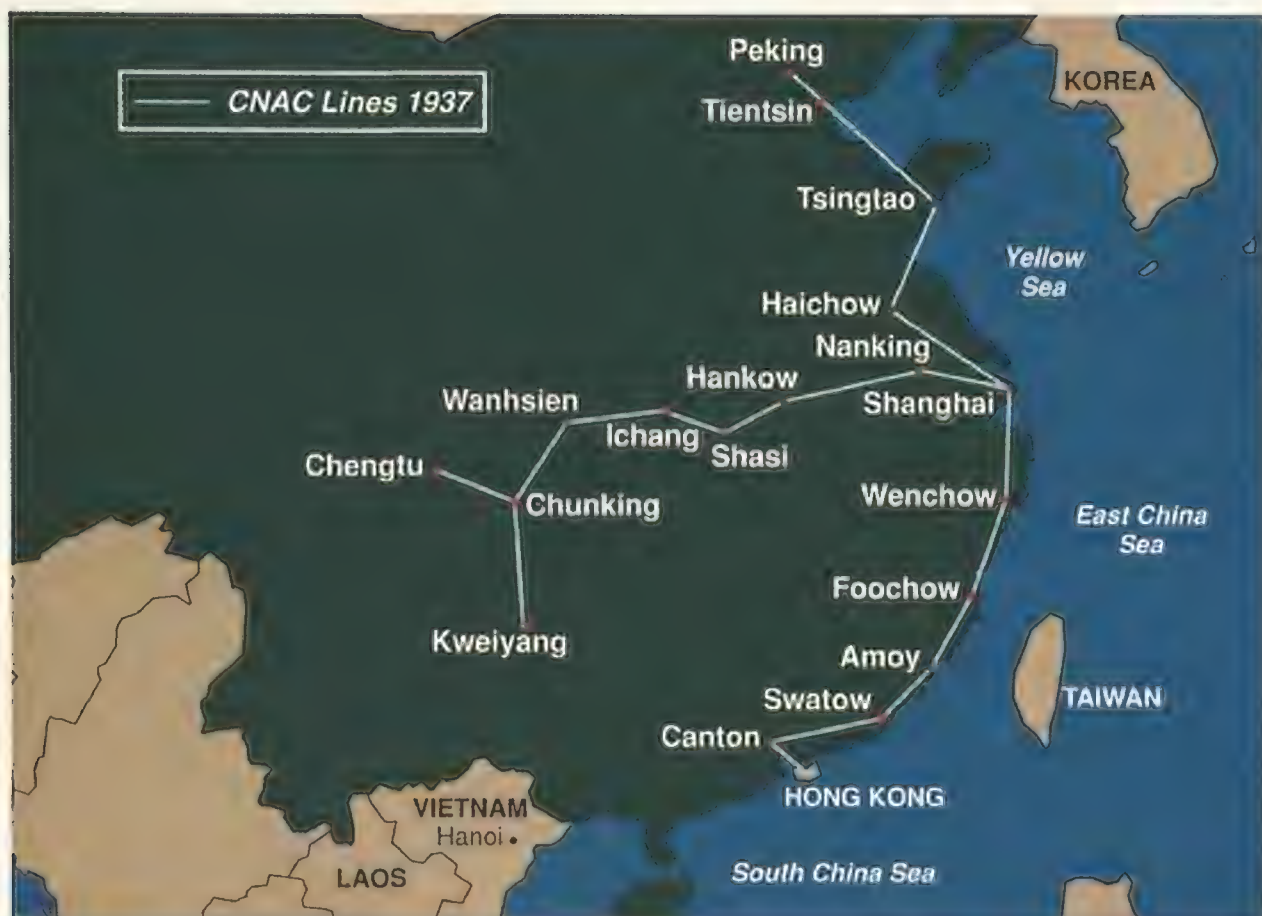 CNAC Lines 1937
Peking
Tientsin
KOREA
Tsingtao
Yellow
Sea
Haichow
Nanking
Hankow
Shanghai
Wanhsien
Ichang
Shasi
Chengtu
Chunking
Wenchow
East China
Sea
Foochow
Kweiyang
Amoy
Swatow
TAIWAN
Canton
HONG KONG
VIETNAM
Hanoi
LAOS
South China Sea